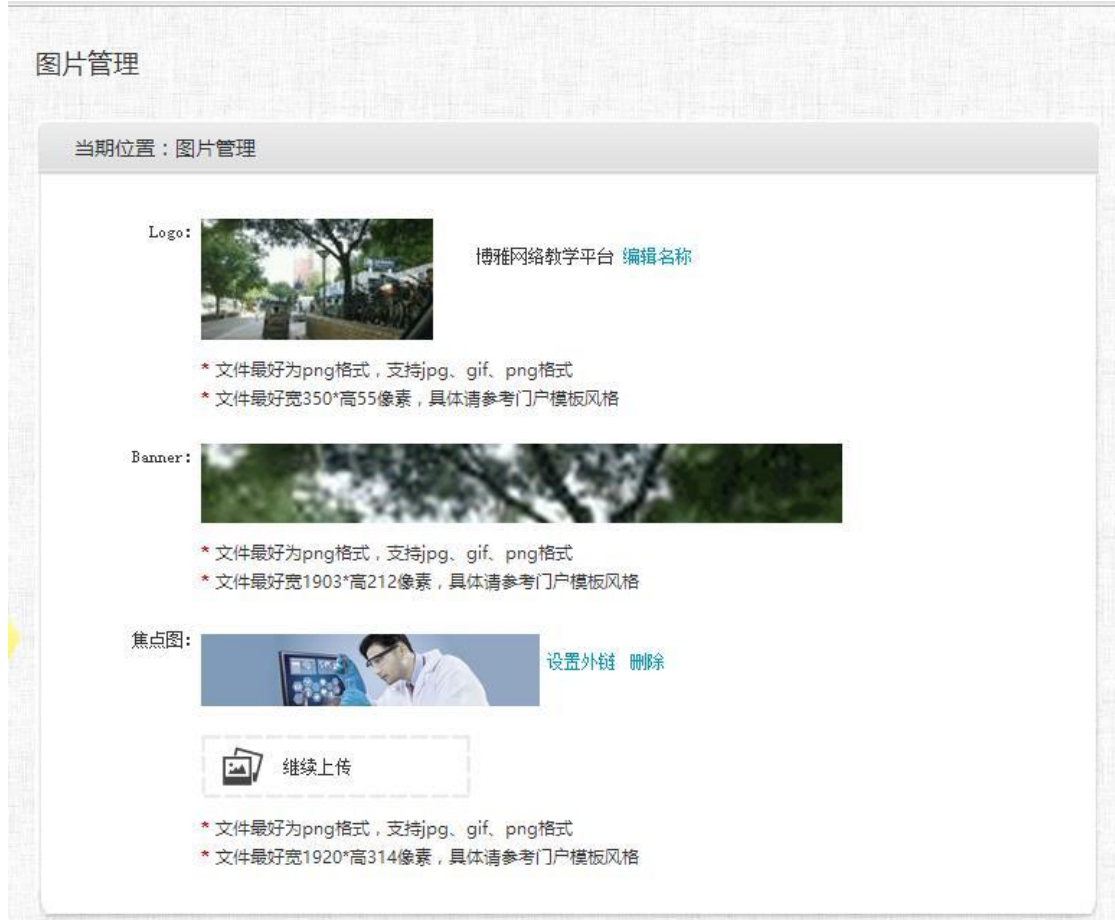 图片管理
当期位置：图片管理
Logo:
博雅网络教学平台 编辑名称
* 文件最好为png格式，支持jpg、gif、png格式
* 文件最好宽350*高55像素，具体请参考门户模板风格
Banner:
* 文件最好为png格式，支持jpg、gif、png格式
* 文件最好宽1903*高212像素，具体请参考门户模板风格
焦点图:
设置外链 删除
继续上传
* 文件最好为png格式，支持jpg、gif、png格式
* 文件最好宽1920*高314像素，具体请参考门户模板风格